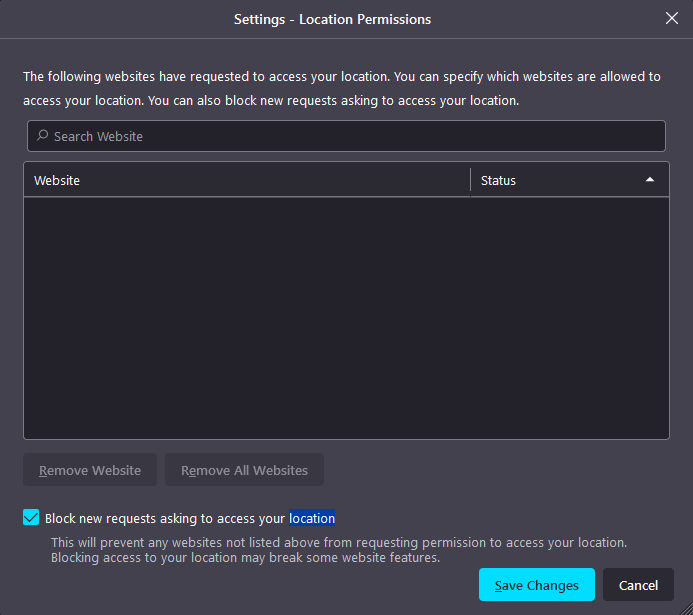 Settings - Location Permissions
The following websites have requested to access your location. You can specify which websites are allowed to
access your location. You can also block new requests asking to access your location.
Search Website
Website Status
Remove Website Remove All Websites
Block new requests asking to access your location
This will prevent any websites not listed above from requesting permission to access your location.
Blocking access to your location may break some website features.
Save Changes Cancel